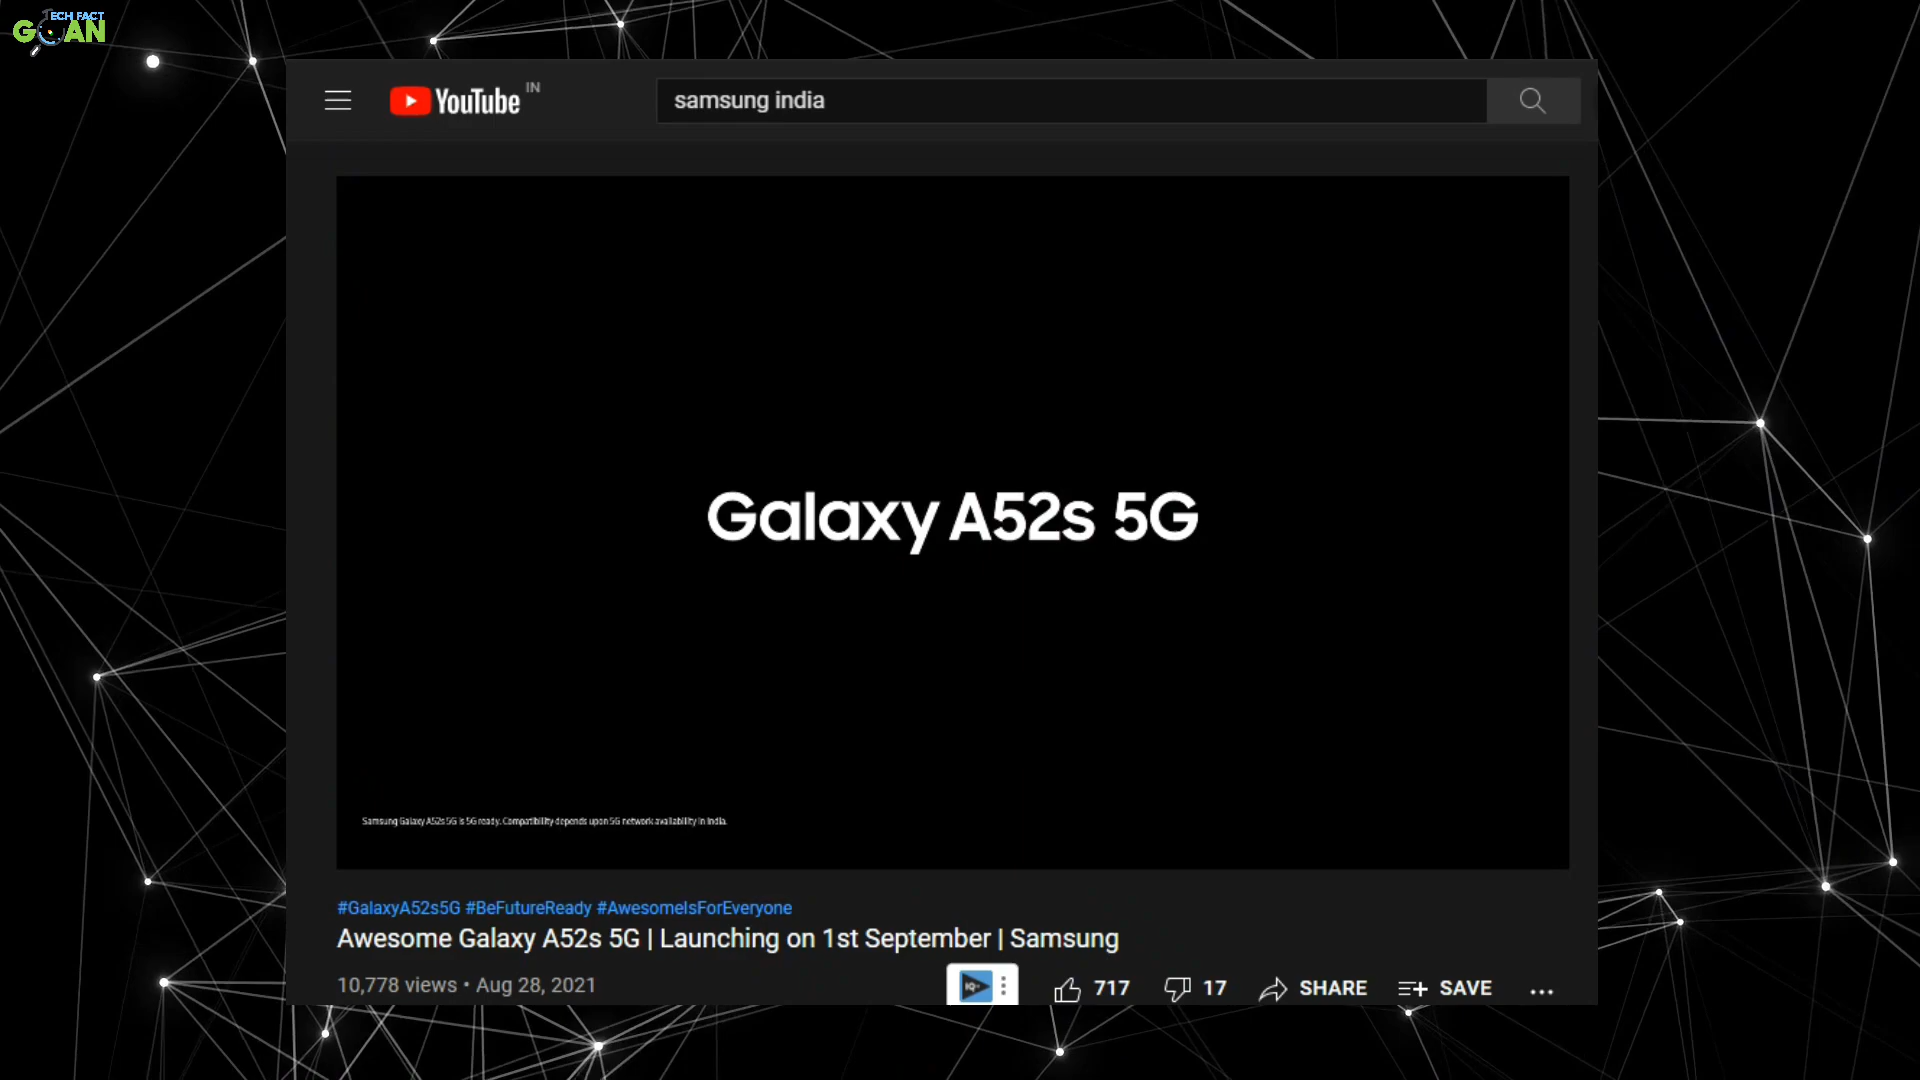 TECH FACT
GOAN
YouTube IN
samsung india
Galaxy A52s 5G
Samsung Galaxy A52s 5G is 5G ready. Compatibility depends upon 5G network availability in India.
#GalaxyA52s5G #BeFutureReady #AwesomeIsForEveryone
Awesome Galaxy A52s 5G | Launching on 1st September | Samsung
10,778 views • Aug 28, 2021
IQ
717
17
SHARE
SAVE